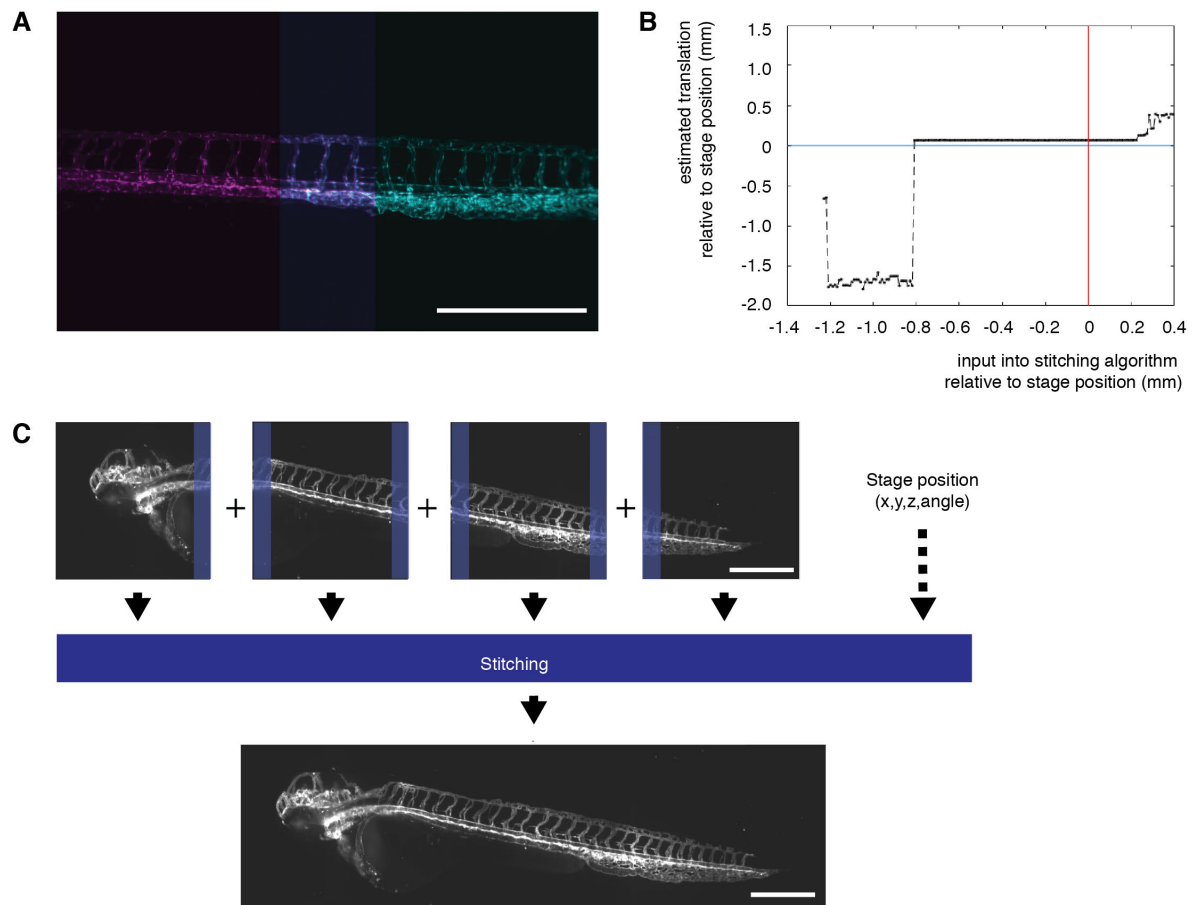 A
B
estimated translation
relative to stage position (mm)
1.5
1.0
0.5
0
-0.5
-1.0
-1.5
-2.0
-1.4 -1.2 -1.0 -0.8 -0.6 -0.4 -0.2 0 0.2 0.4
input into stitching algorithm
relative to stage position (mm)
C
+ + +
Stage position
(x,y,z,angle)
Stitching